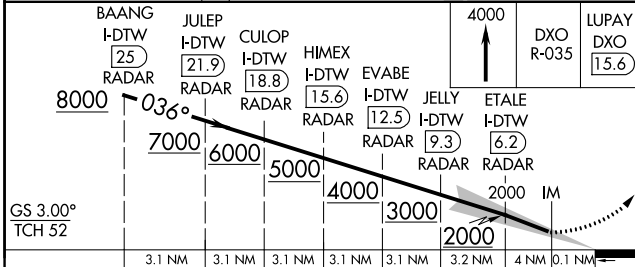 BAANG
I-DTW
25
RADAR
JULEP
I-DTW
21.9
RADAR
CULOP
I-DTW
18.8
RADAR
HIMEX
I-DTW
15.6
RADAR
EVABE
I-DTW
12.5
RADAR
JELLY
I-DTW
9.3
RADAR
ETALE
I-DTW
6.2
RADAR
4000
DXO
R-035
LUPAY
DXO
15.6
8000
036°
7000
6000
5000
4000
3000
2000
2000
IM
GS 3.00°
TCH 52
3.1 NM
3.1 NM
3.1 NM
3.1 NM
3.1 NM
3.2 NM
4 NM
0.1 NM